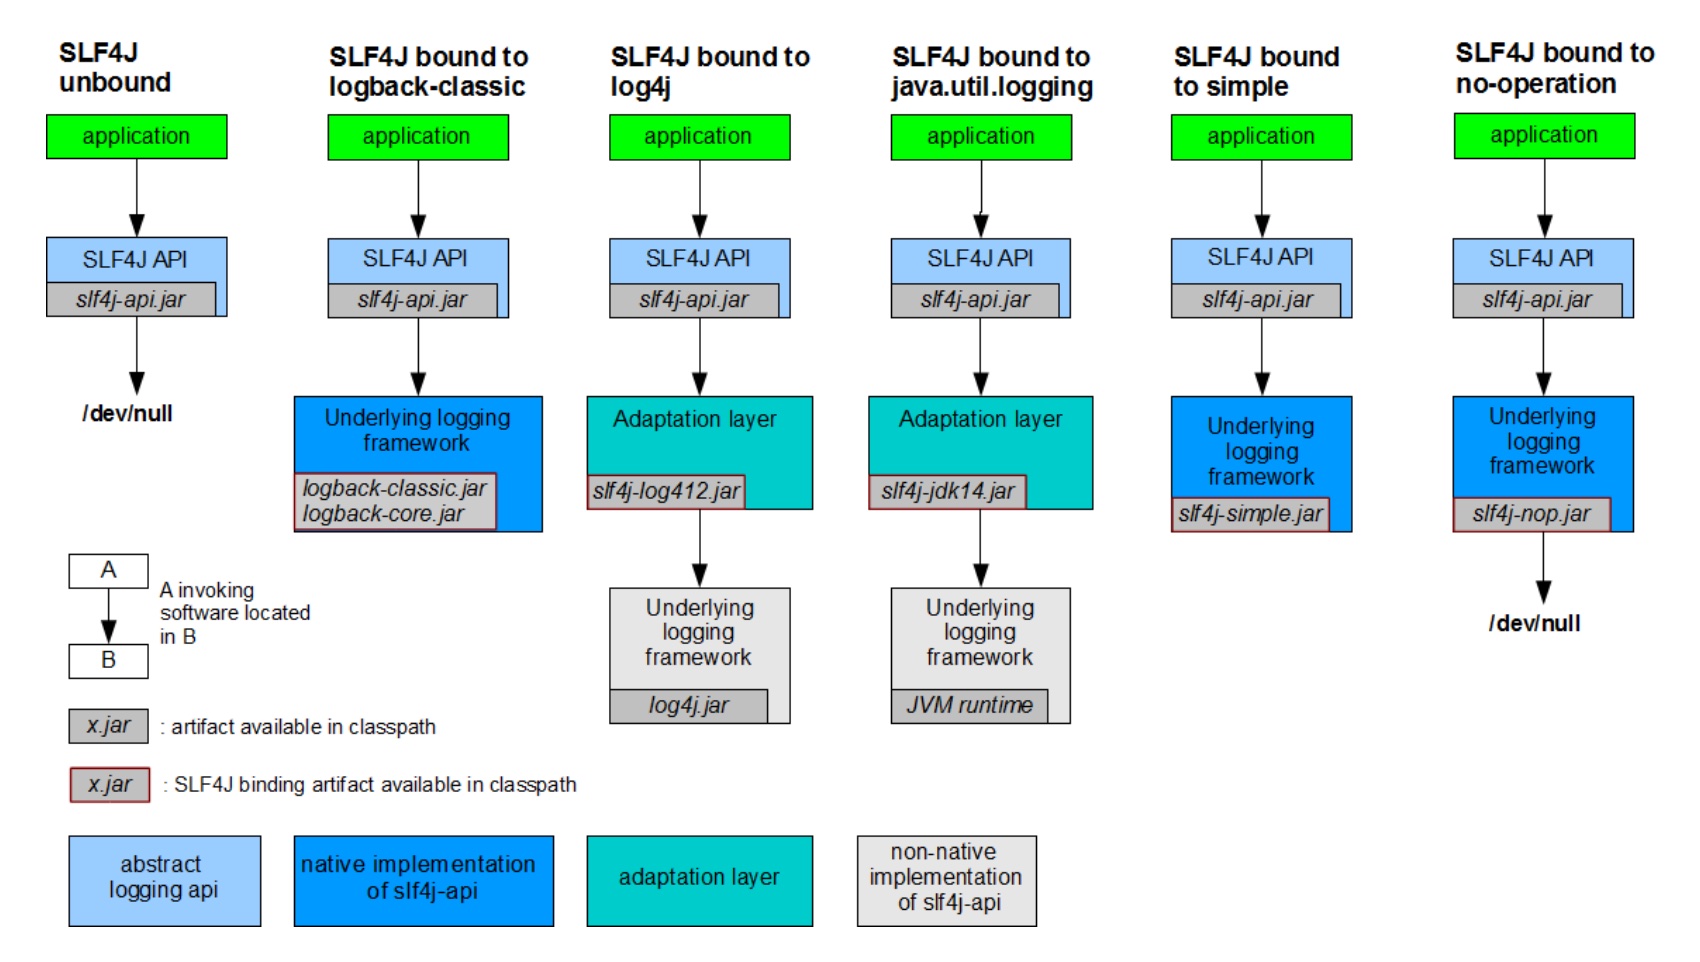 SLF4J
unbound
application
SLF4J API
slf4j-api.jar
/dev/null
SLF4J bound to
logback-classic
application
SLF4J API
slf4j-api.jar
Underlying logging
framework
logback-classic.jar
logback-core.jar
SLF4J bound to
log4j
application
SLF4J API
slf4j-api.jar
Adaptation layer
slf4j-log412.jar
Underlying
logging
framework
log4j.jar
SLF4J bound to
java.util.logging
application
SLF4J API
slf4j-api.jar
Adaptation layer
slf4j-jdk14.jar
Underlying
logging
framework
JVM runtime
SLF4J bound
to simple
application
SLF4J API
slf4j-api.jar
Underlying
logging
framework
slf4j-simple.jar
SLF4J bound to
no-operation
application
SLF4J API
slf4j-api.jar
Underlying
logging
framework
slf4j-nop.jar
/dev/null
A
B
A invoking
software located
in B
x.jar : artifact available in classpath
x.jar : SLF4J binding artifact available in classpath
abstract
logging api
native implementation
of slf4j-api
adaptation layer
non-native
implementation
of slf4j-api